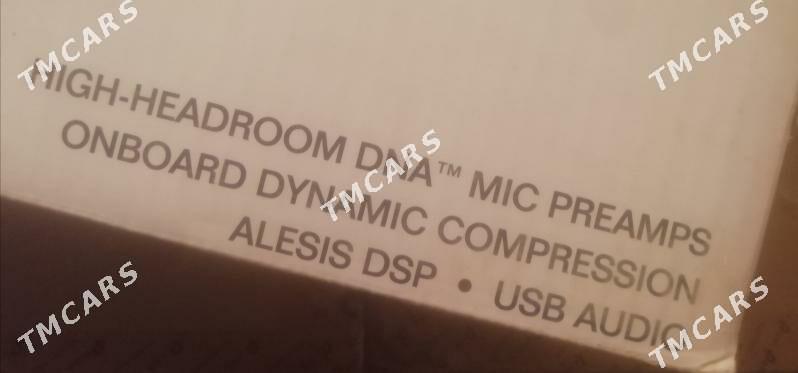 TMCARS
TMCARS
HIGH-HEADROOM DNA™ MIC PREAMPS
ONBOARD DYNAMIC COMPRESSION
TMCARS
ALESIS DSP • USB AUDIO
TMCARS
TMCARS